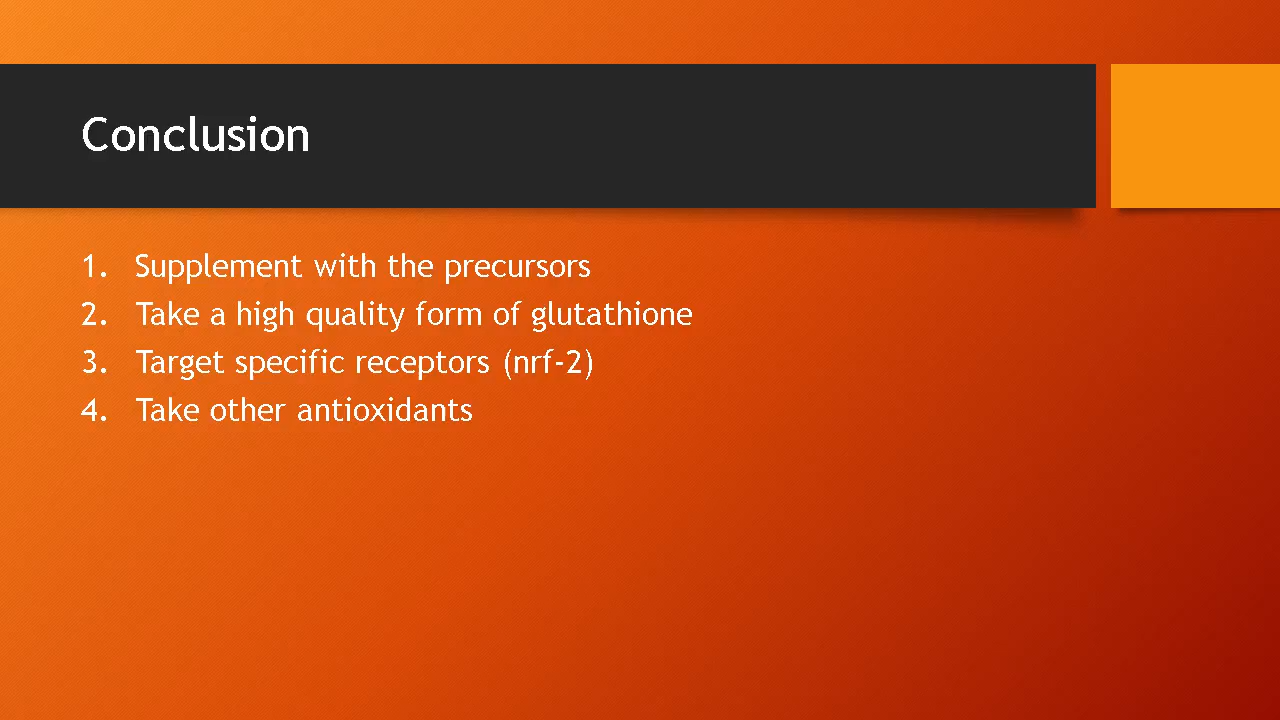 Conclusion
1. Supplement with the precursors
2. Take a high quality form of glutathione
3. Target specific receptors (nrf-2)
4. Take other antioxidants